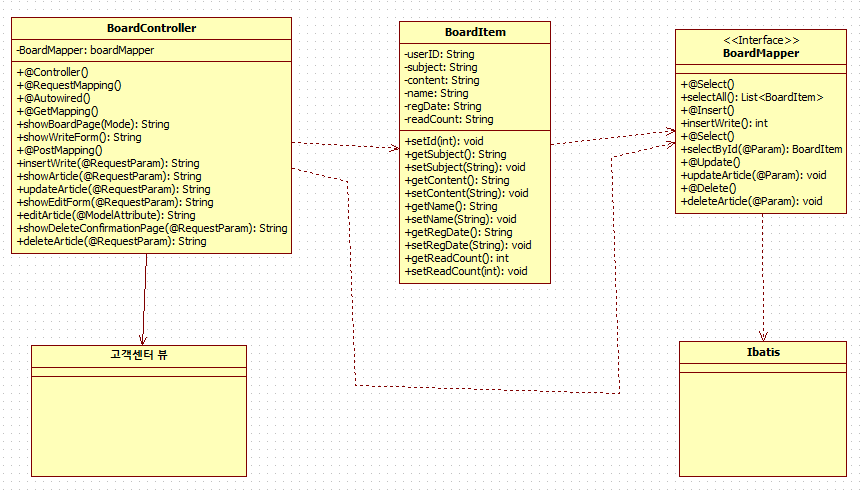 BoardController
-BoardMapper: boardMapper
+@Controller()
+@RequestMapping()
+@Autowired()
+@GetMapping()
+showBoardPage(Mode): String
+showWriteForm(): String
+@PostMapping()
+insertWrite(@RequestParam): String
+showArticle(@RequestParam): String
+updateArticle(@RequestParam): String
+showEditForm(@RequestParam): String
+editArticle(@ModelAttribute): String
+showDeleteConfirmationPage(@RequestParam): String
+deleteArticle(@RequestParam): String
BoardItem
-userID: String
-subject: String
-content: String
-name: String
-regDate: String
-readCount: String
+setId(int): void
+getSubject(): String
+setSubject(String): void
+getContent(): String
+setContent(String): void
+getName(): String
+setName(String): void
+getRegDate(): String
+setRegDate(String): void
+getReadCount(): int
+setReadCount(int): void
<<Interface>>
BoardMapper
+@Select()
+selectAll(): List<BoardItem>
+@Insert()
+insertWrite(): int
+@Select()
+selectById(@Param): BoardItem
+@Update()
+updateArticle(@Param): void
+@Delete()
+deleteArticle(@Param): void
고객센터 뷰
Ibatis